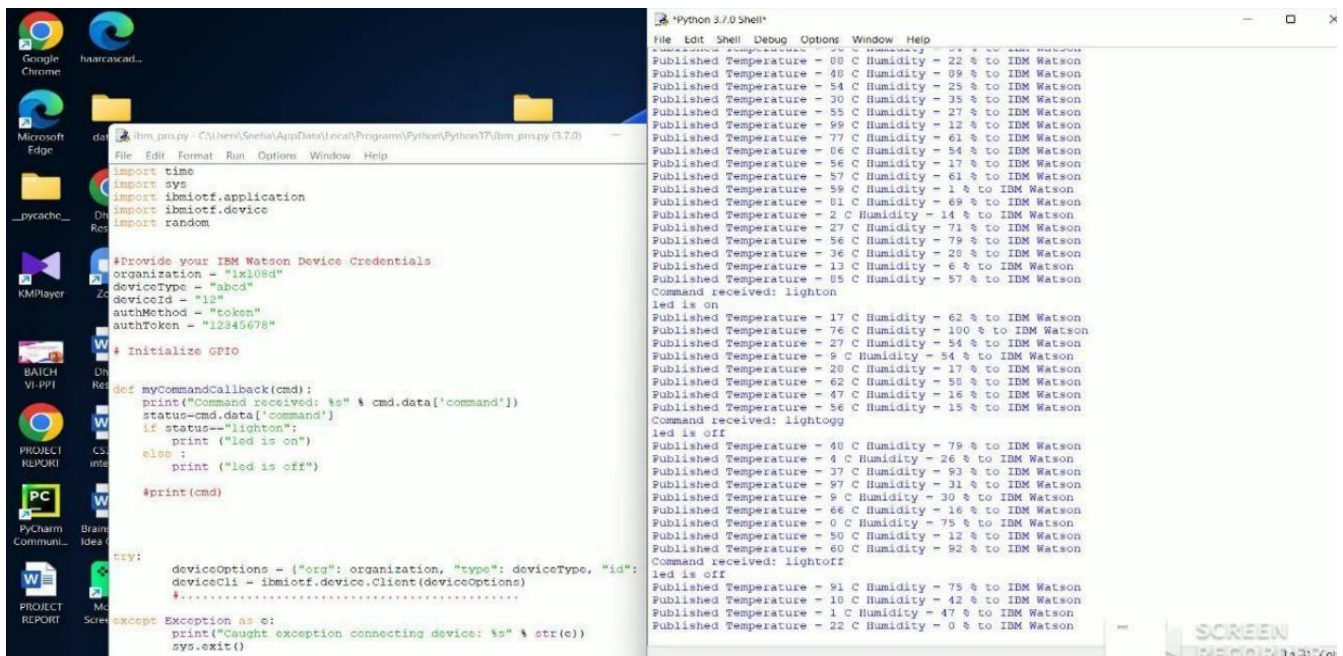 Google
Chrome
haarcascad...
Microsoft
Edge
__pycache__
KMPlayer
BATCH
VI-PPT
PROJECT
REPORT
PyCharm
Communi...
PROJECT
REPORT
ibm_pro.py - C:\Users\Sneha\AppData\Local\Programs\Python\Python37\ibm_pro.py (3.7.0)
File Edit Format Run Options Window Help
import time
import sys
import ibmiotf.application
import ibmiotf.device
import random
#Provide your IBM Watson Device Credentials
organization = "1x108d"
deviceType = "abcd"
deviceId = "12"
authMethod = "token"
authToken = "12345678"
# Initialize GPIO
def myCommandCallback(cmd):
print("Command received: %s" % cmd.data['command'])
status=cmd.data['command']
if status=="lighton":
print ("led is on")
else :
print ("led is off")
#print(cmd)
try:
deviceOptions = {"org": organization, "type": deviceType, "id":
deviceCli = ibmiotf.device.Client(deviceOptions)
#..............................................
except Exception as e:
print("Caught exception connecting device: %s" % str(e))
sys.exit()
*Python 3.7.0 Shell*
File Edit Shell Debug Options Window Help
Published Temperature = 88 C Humidity = 22 % to IBM Watson
Published Temperature = 48 C Humidity = 89 % to IBM Watson
Published Temperature = 54 C Humidity = 25 % to IBM Watson
Published Temperature = 30 C Humidity = 35 % to IBM Watson
Published Temperature = 55 C Humidity = 27 % to IBM Watson
Published Temperature = 99 C Humidity = 12 % to IBM Watson
Published Temperature = 77 C Humidity = 61 % to IBM Watson
Published Temperature = 86 C Humidity = 54 % to IBM Watson
Published Temperature = 56 C Humidity = 17 % to IBM Watson
Published Temperature = 57 C Humidity = 61 % to IBM Watson
Published Temperature = 59 C Humidity = 1 % to IBM Watson
Published Temperature = 81 C Humidity = 69 % to IBM Watson
Published Temperature = 2 C Humidity = 14 % to IBM Watson
Published Temperature = 27 C Humidity = 71 % to IBM Watson
Published Temperature = 56 C Humidity = 79 % to IBM Watson
Published Temperature = 36 C Humidity = 28 % to IBM Watson
Published Temperature = 13 C Humidity = 6 % to IBM Watson
Published Temperature = 85 C Humidity = 57 % to IBM Watson
Command received: lighton
led is on
Published Temperature = 17 C Humidity = 62 % to IBM Watson
Published Temperature = 76 C Humidity = 100 % to IBM Watson
Published Temperature = 27 C Humidity = 54 % to IBM Watson
Published Temperature = 9 C Humidity = 54 % to IBM Watson
Published Temperature = 28 C Humidity = 17 % to IBM Watson
Published Temperature = 62 C Humidity = 58 % to IBM Watson
Published Temperature = 47 C Humidity = 16 % to IBM Watson
Published Temperature = 56 C Humidity = 15 % to IBM Watson
Command received: lightogg
led is off
Published Temperature = 48 C Humidity = 79 % to IBM Watson
Published Temperature = 4 C Humidity = 26 % to IBM Watson
Published Temperature = 37 C Humidity = 93 % to IBM Watson
Published Temperature = 97 C Humidity = 31 % to IBM Watson
Published Temperature = 9 C Humidity = 30 % to IBM Watson
Published Temperature = 66 C Humidity = 16 % to IBM Watson
Published Temperature = 0 C Humidity = 75 % to IBM Watson
Published Temperature = 50 C Humidity = 12 % to IBM Watson
Published Temperature = 60 C Humidity = 92 % to IBM Watson
Command received: lightoff
led is off
Published Temperature = 91 C Humidity = 75 % to IBM Watson
Published Temperature = 18 C Humidity = 42 % to IBM Watson
Published Temperature = 1 C Humidity = 47 % to IBM Watson
Published Temperature = 22 C Humidity = 0 % to IBM Watson
SCREEN